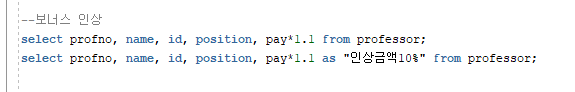 --보너스 인상
select profno, name, id, position, pay*1.1 from professor;
select profno, name, id, position, pay*1.1 as "인상금액10%" from professor;